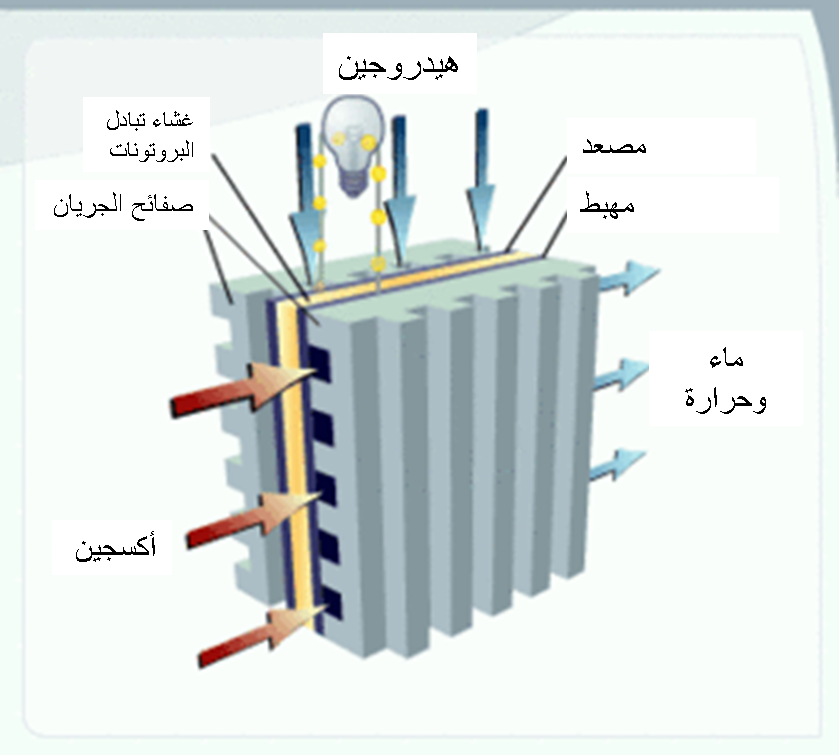 هيدروجين
غشاء تبادل
البروتونات
صفائح الجريان
مصعد
مهبط
ماء
وحرارة
أكسجين